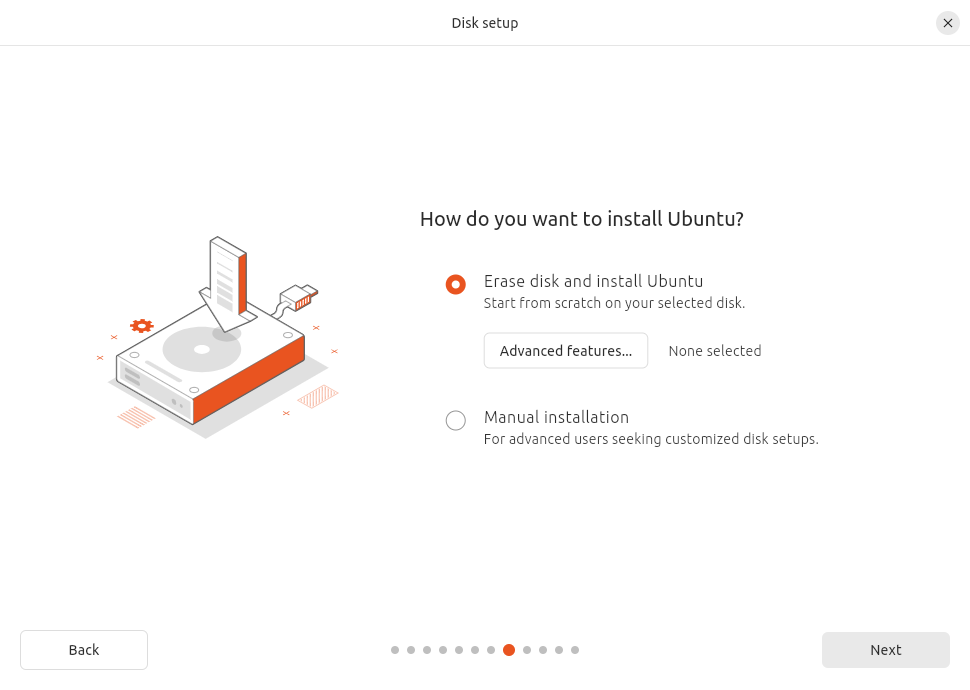 Disk setup
How do you want to install Ubuntu?
Erase disk and install Ubuntu
Start from scratch on your selected disk.
Advanced features... None selected
Manual installation
For advanced users seeking customized disk setups.
Back Next